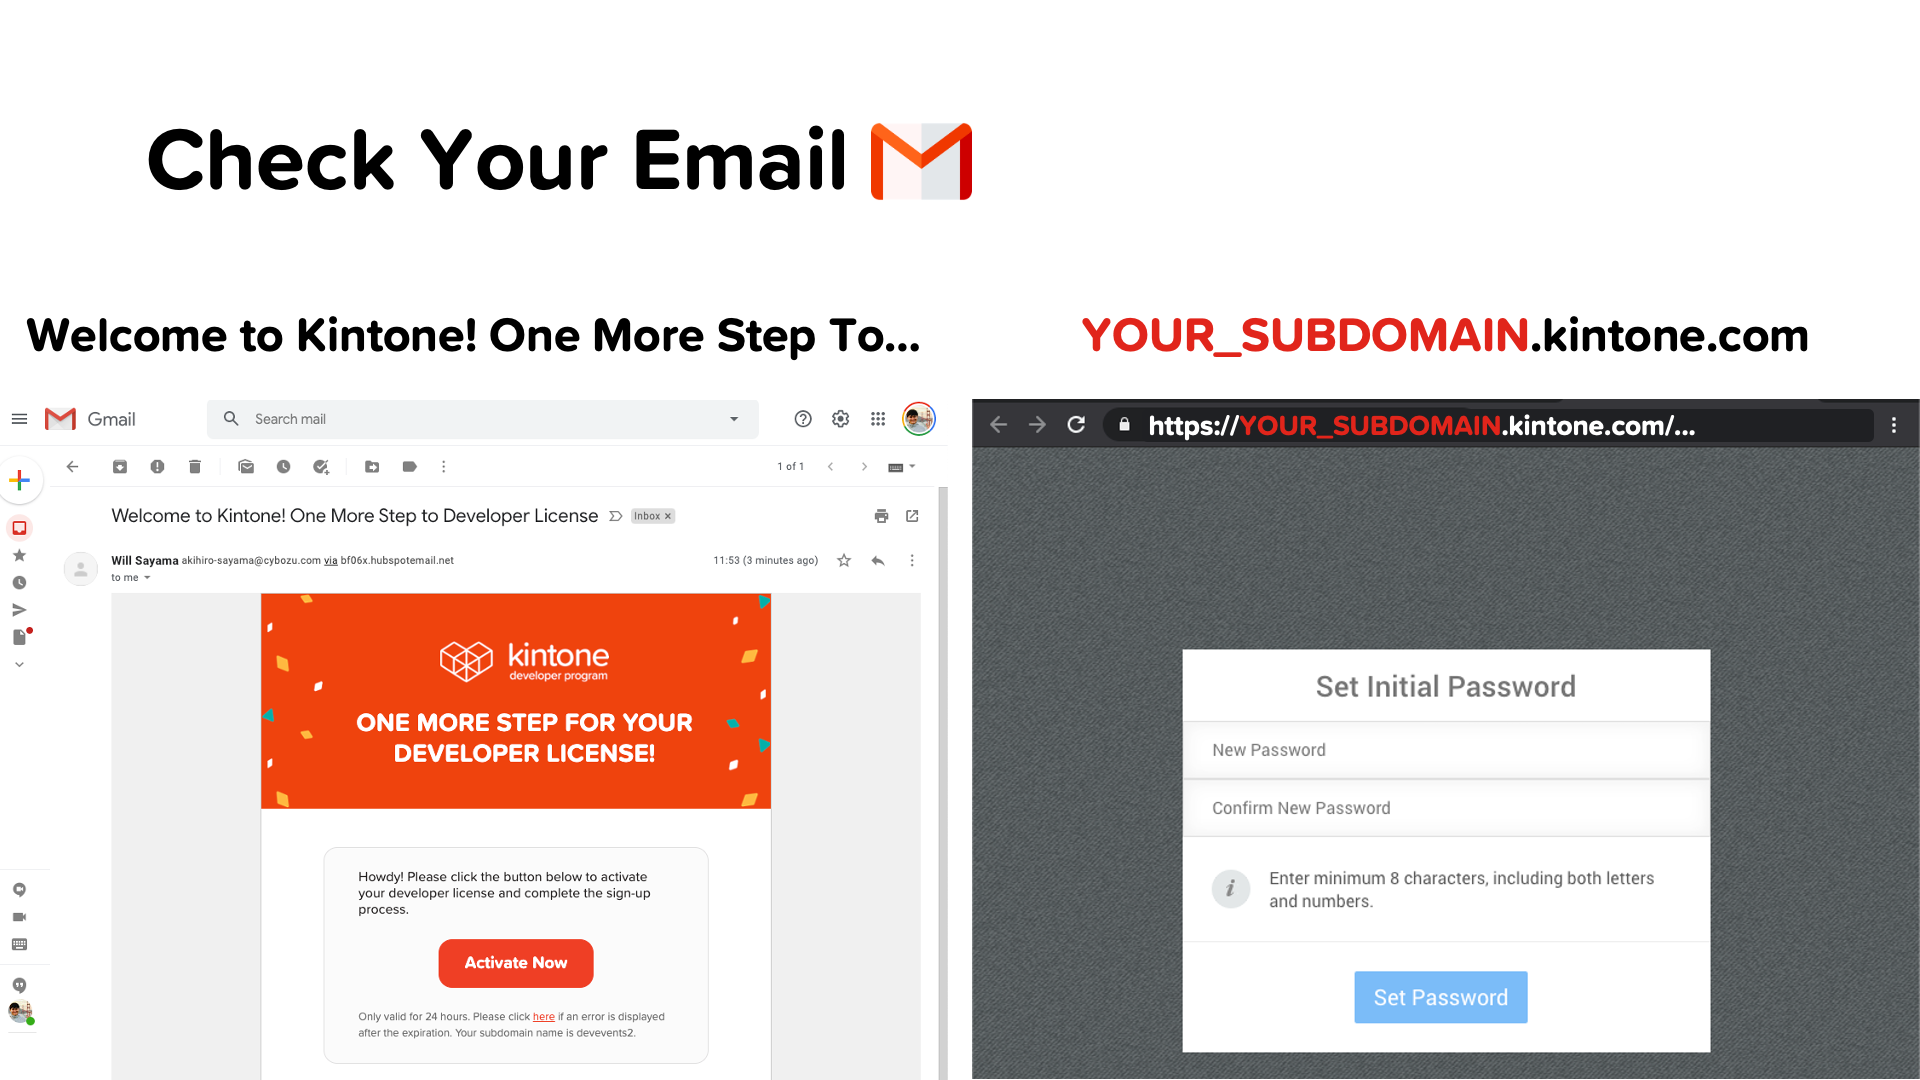 Check Your Email
Welcome to Kintone! One More Step To...
YOUR_SUBDOMAIN.kintone.com
Gmail
Search mail
1 of 1
Welcome to Kintone! One More Step to Developer License
Inbox ×
Will Sayama akihiro-sayama@cybozu.com via bf06x.hubspotemail.net
11:53 (3 minutes ago)
to me
kintone
developer program
ONE MORE STEP FOR YOUR
DEVELOPER LICENSE!
Howdy! Please click the button below to activate
your developer license and complete the sign-up
process.
Activate Now
Only valid for 24 hours. Please click here if an error is displayed
after the expiration. Your subdomain name is devevents2.
https://YOUR_SUBDOMAIN.kintone.com/...
Set Initial Password
New Password
Confirm New Password
i
Enter minimum 8 characters, including both letters
and numbers.
Set Password